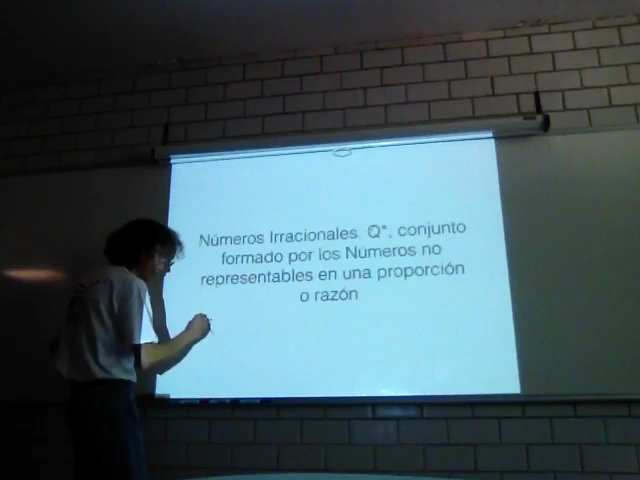 Números Irracionales. Q*, conjunto
formado por los Números no
representables en una proporción
o razón